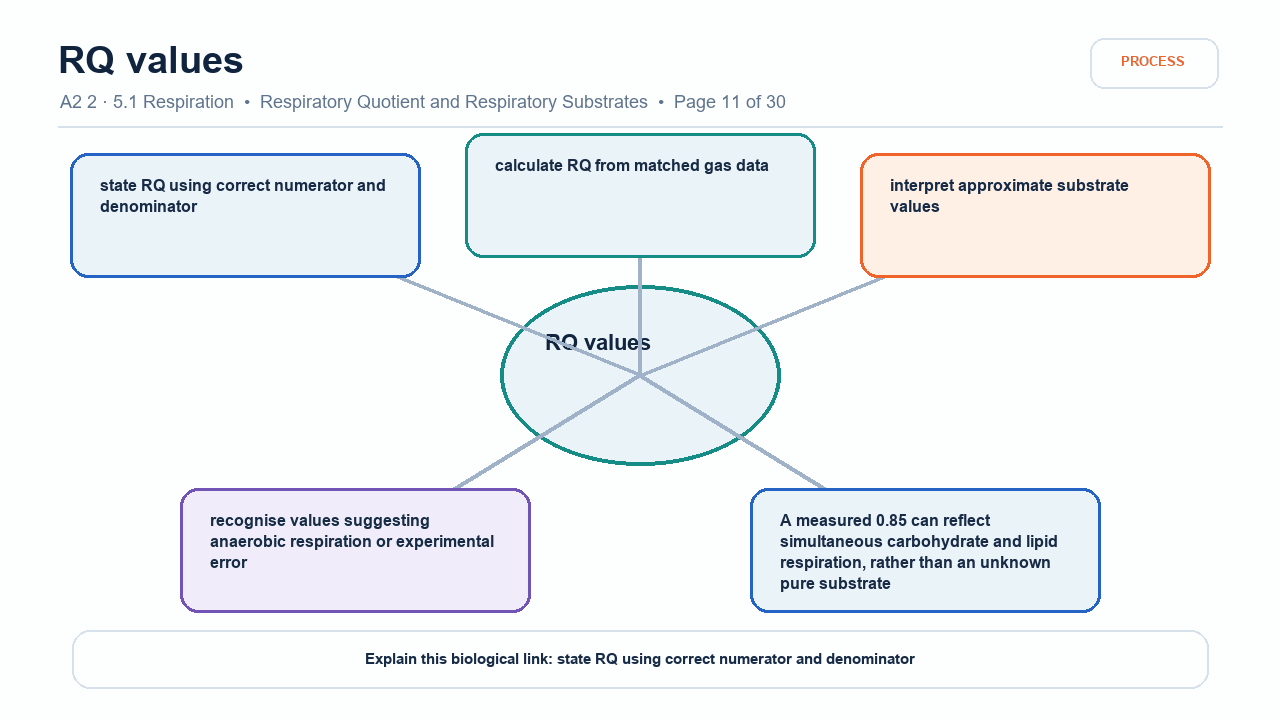 RQ values
PROCESS
A2 2 · 5.1 Respiration • Respiratory Quotient and Respiratory Substrates • Page 11 of 30
state RQ using correct numerator and
denominator
calculate RQ from matched gas data
interpret approximate substrate
values
RQ values
recognise values suggesting
anaerobic respiration or experimental
error
A measured 0.85 can reflect
simultaneous carbohydrate and lipid
respiration, rather than an unknown
pure substrate
Explain this biological link: state RQ using correct numerator and denominator